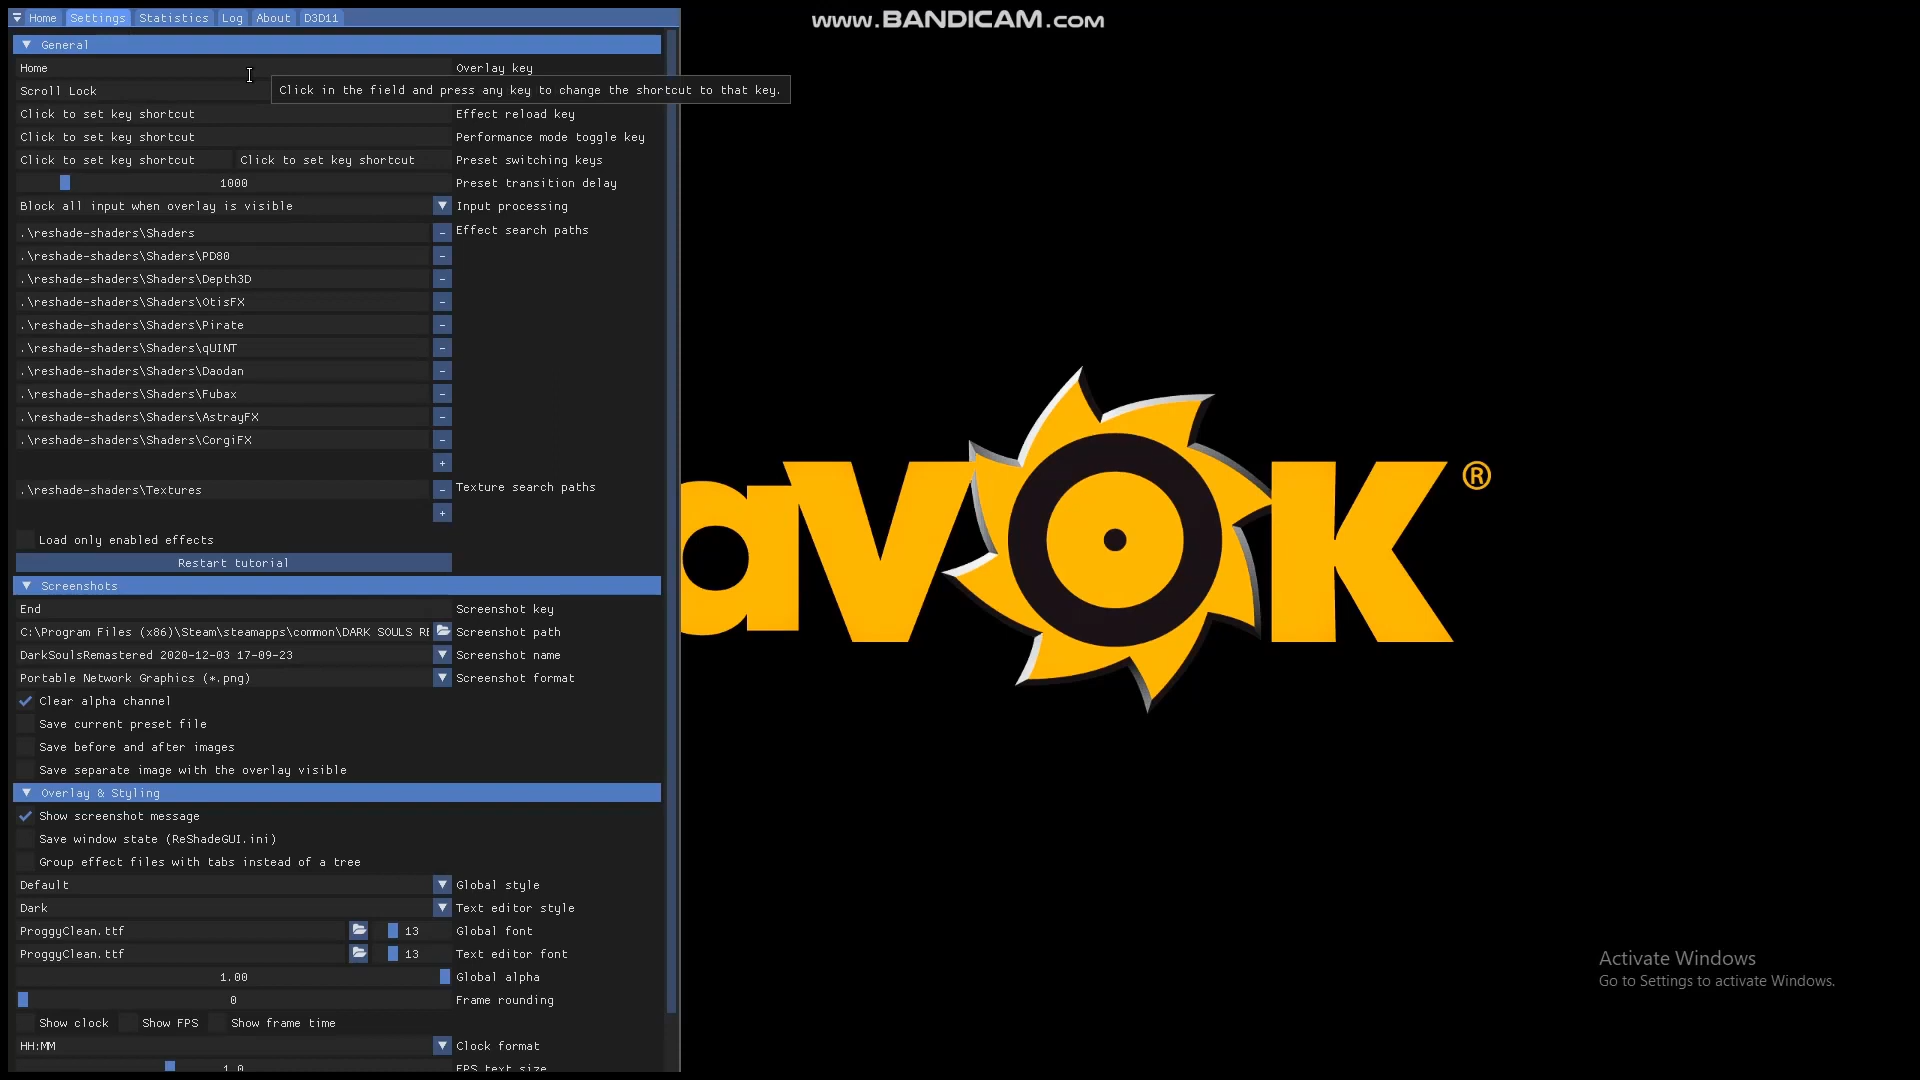 www.BANDICAM.com
Home Settings Statistics Log About D3D11
General
Home Overlay key
Scroll Lock
Click in the field and press any key to change the shortcut to that key.
Click to set key shortcut Effect reload key
Click to set key shortcut Performance mode toggle key
Click to set key shortcut Click to set key shortcut Preset switching keys
1000 Preset transition delay
Block all input when overlay is visible Input processing
.\reshade-shaders\Shaders - Effect search paths
.\reshade-shaders\Shaders\PD80 -
.\reshade-shaders\Shaders\Depth3D -
.\reshade-shaders\Shaders\OtisFX -
.\reshade-shaders\Shaders\Pirate -
.\reshade-shaders\Shaders\qUINT -
.\reshade-shaders\Shaders\Daodan -
.\reshade-shaders\Shaders\Fubax -
.\reshade-shaders\Shaders\AstrayFX -
.\reshade-shaders\Shaders\CorgiFX -
+
.\reshade-shaders\Textures - Texture search paths
+
Load only enabled effects
Restart tutorial
Screenshots
End Screenshot key
C:\Program Files (x86)\Steam\steamapps\common\DARK SOULS RE Screenshot path
DarkSoulsRemastered 2020-12-03 17-09-23 Screenshot name
Portable Network Graphics (*.png) Screenshot format
Clear alpha channel
Save current preset file
Save before and after images
Save separate image with the overlay visible
Overlay & Styling
Show screenshot message
Save window state (ReShadeGUI.ini)
Group effect files with tabs instead of a tree
Default Global style
Dark Text editor style
ProggyClean.ttf 13 Global font
ProggyClean.ttf 13 Text editor font
1.00 Global alpha
0 Frame rounding
Show clock Show FPS Show frame time
HH:MM Clock format
1.0 FPS text size
avOK®
Activate Windows
Go to Settings to activate Windows.